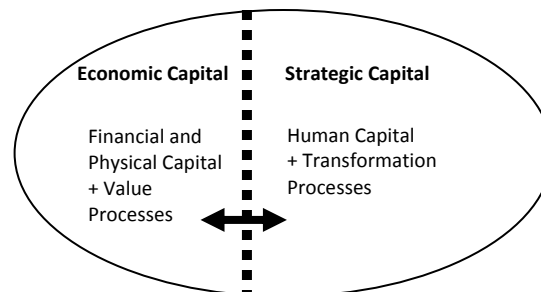 Economic Capital
Financial and
Physical Capital
+ Value
Processes
Strategic Capital
Human Capital
+ Transformation
Processes